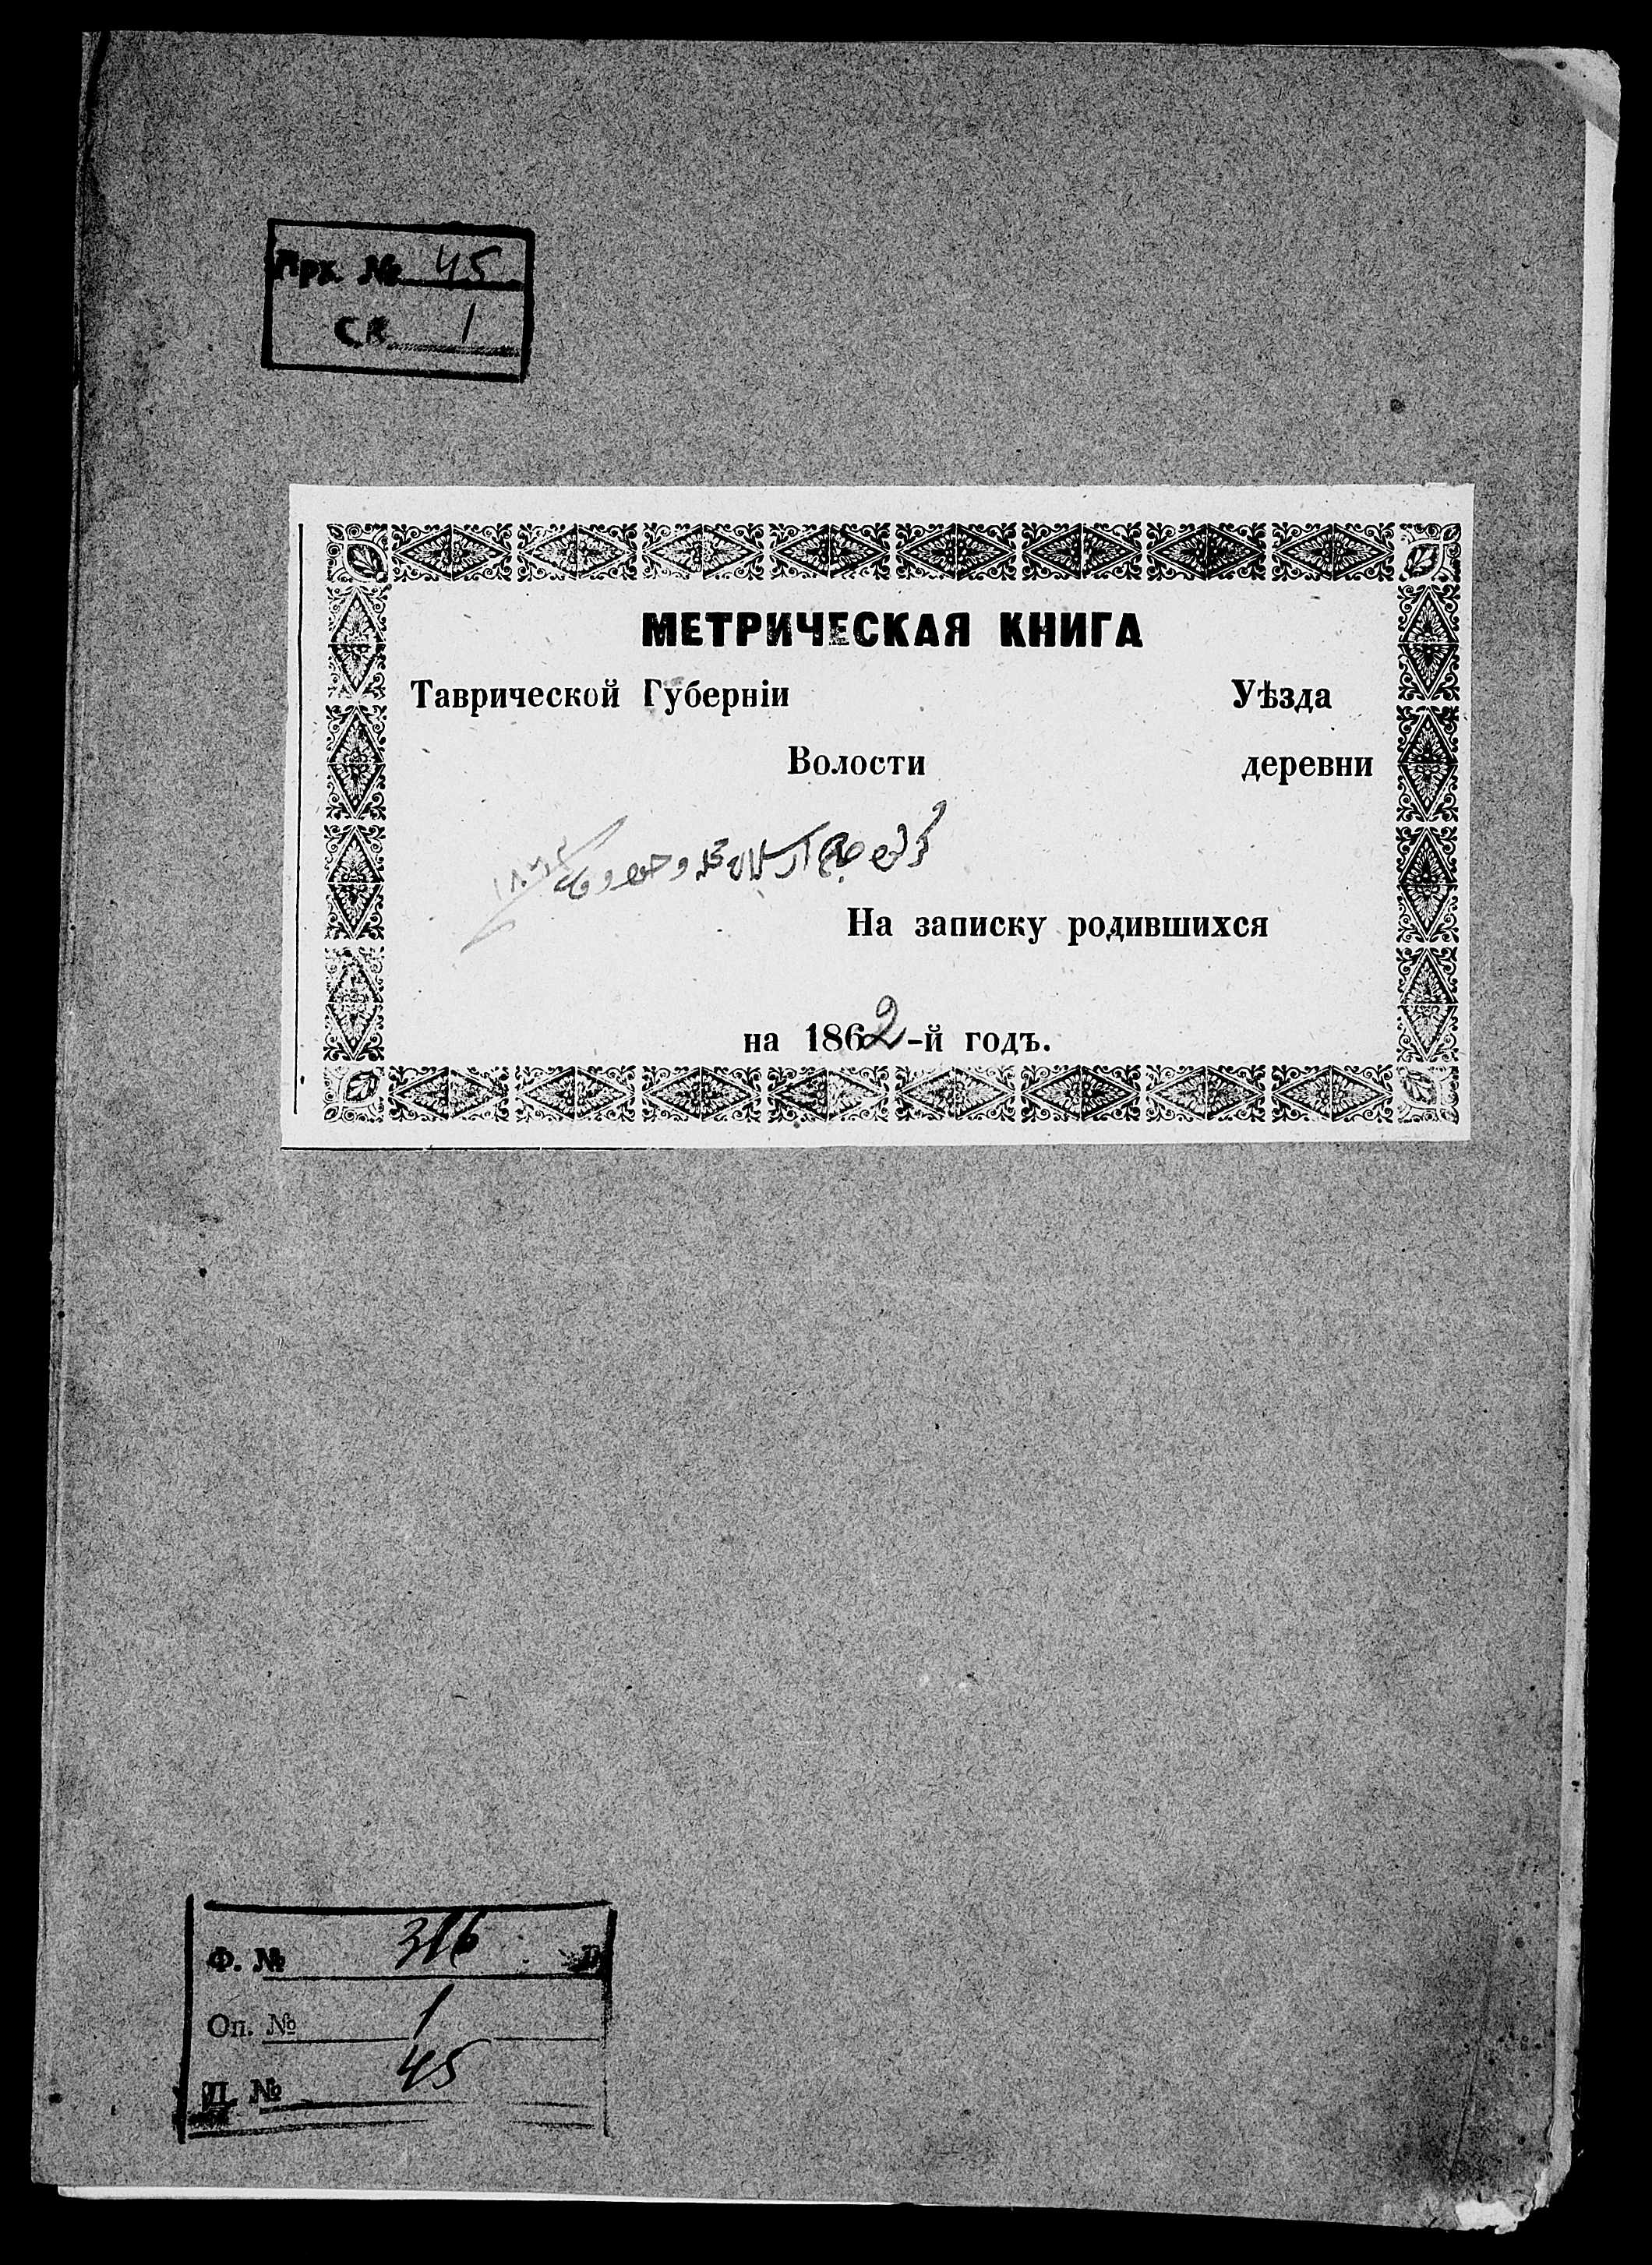 Арх. № 45
Св. 1
МЕТРИЧЕСКАЯ КНИГА
Таврической Губерніи Уѣзда
Волости деревни
На записку родившихся
на 1862-й годъ.
Ф. № 316
Оп. № 1
Д. № 45